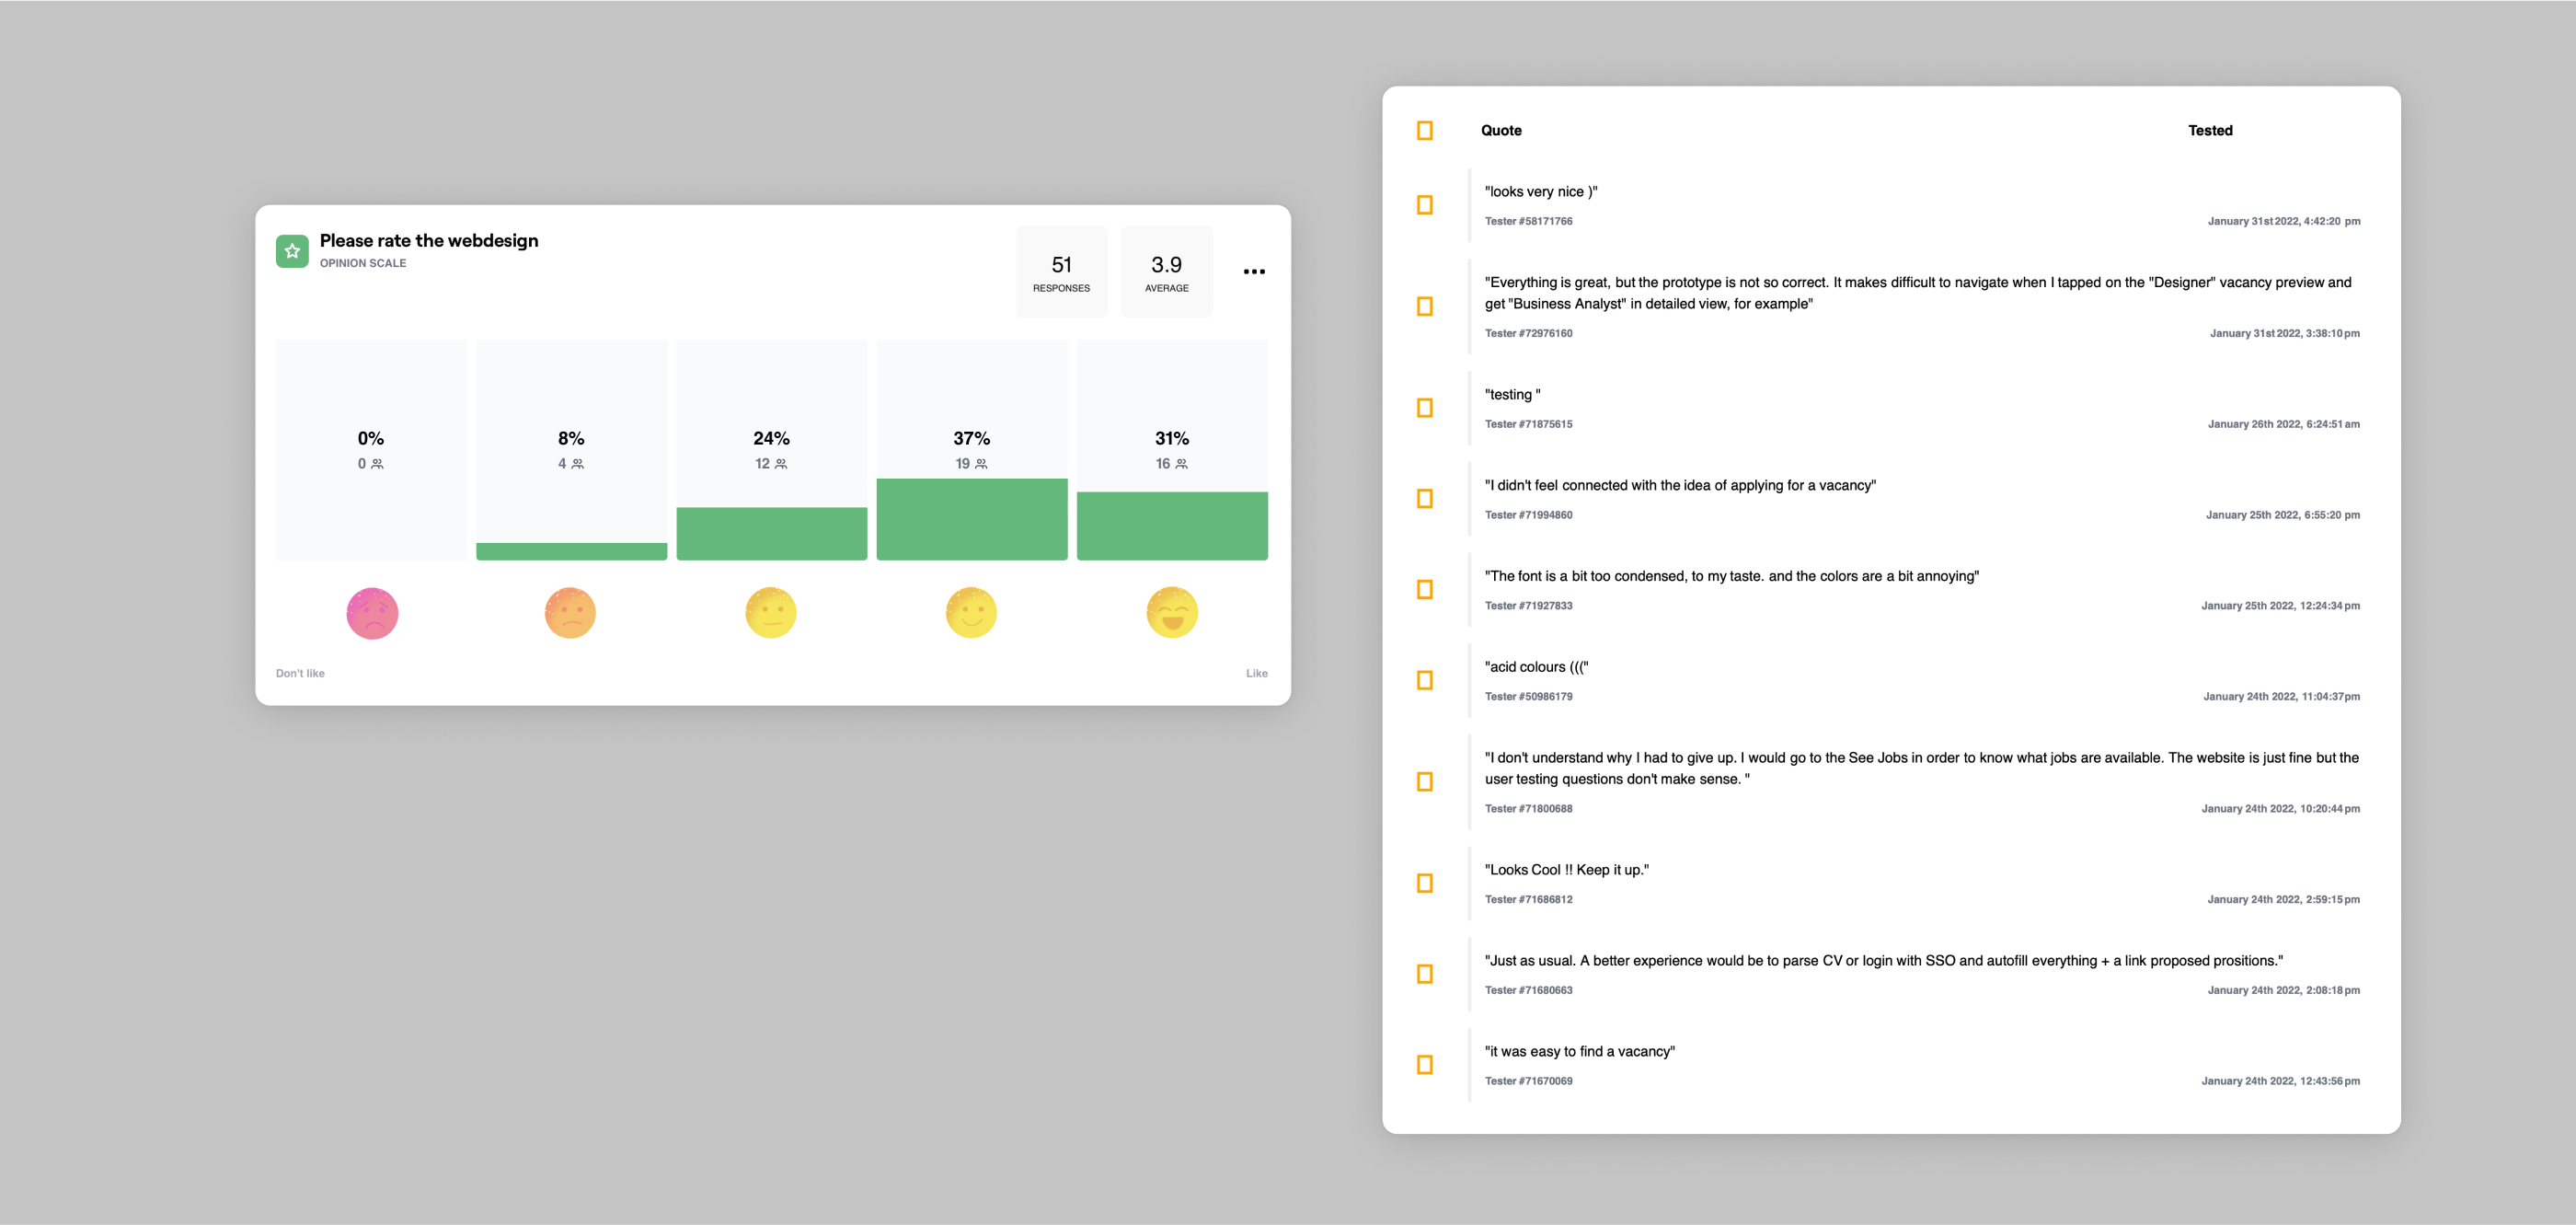 Please rate the webdesign
OPINION SCALE
51
RESPONSES
3.9
AVERAGE
0%
0
8%
4
24%
12
37%
19
31%
16
Don't like
Like
Quote
Tested
"looks very nice )"
Tester #58171766
January 31st 2022, 4:42:20 pm
"Everything is great, but the prototype is not so correct. It makes difficult to navigate when I tapped on the "Designer" vacancy preview and
get "Business Analyst" in detailed view, for example"
Tester #72976160
January 31st 2022, 3:38:10 pm
"testing "
Tester #71875615
January 26th 2022, 6:24:51 am
"I didn't feel connected with the idea of applying for a vacancy"
Tester #71994860
January 25th 2022, 6:55:20 pm
"The font is a bit too condensed, to my taste. and the colors are a bit annoying"
Tester #71927833
January 25th 2022, 12:24:34 pm
"acid colours ((("
Tester #50986179
January 24th 2022, 11:04:37 pm
"I don't understand why I had to give up. I would go to the See Jobs in order to know what jobs are available. The website is just fine but the
user testing questions don't make sense. "
Tester #71800688
January 24th 2022, 10:20:44 pm
"Looks Cool !! Keep it up."
Tester #71686812
January 24th 2022, 2:59:15 pm
"Just as usual. A better experience would be to parse CV or login with SSO and autofill everything + a link proposed prositions."
Tester #71680663
January 24th 2022, 2:08:18 pm
"it was easy to find a vacancy"
Tester #71670069
January 24th 2022, 12:43:56 pm